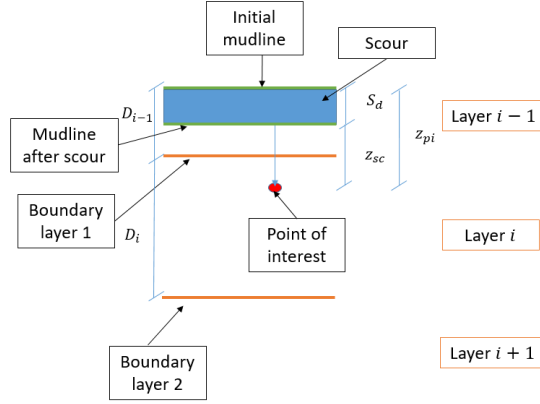 Initial
mudline
Scour
D_{i-1}
S_d
Layer i − 1
Mudline
after scour
z_{sc}
z_{pi}
Boundary
layer 1
D_i
Point of
interest
Layer i
Boundary
layer 2
Layer i + 1